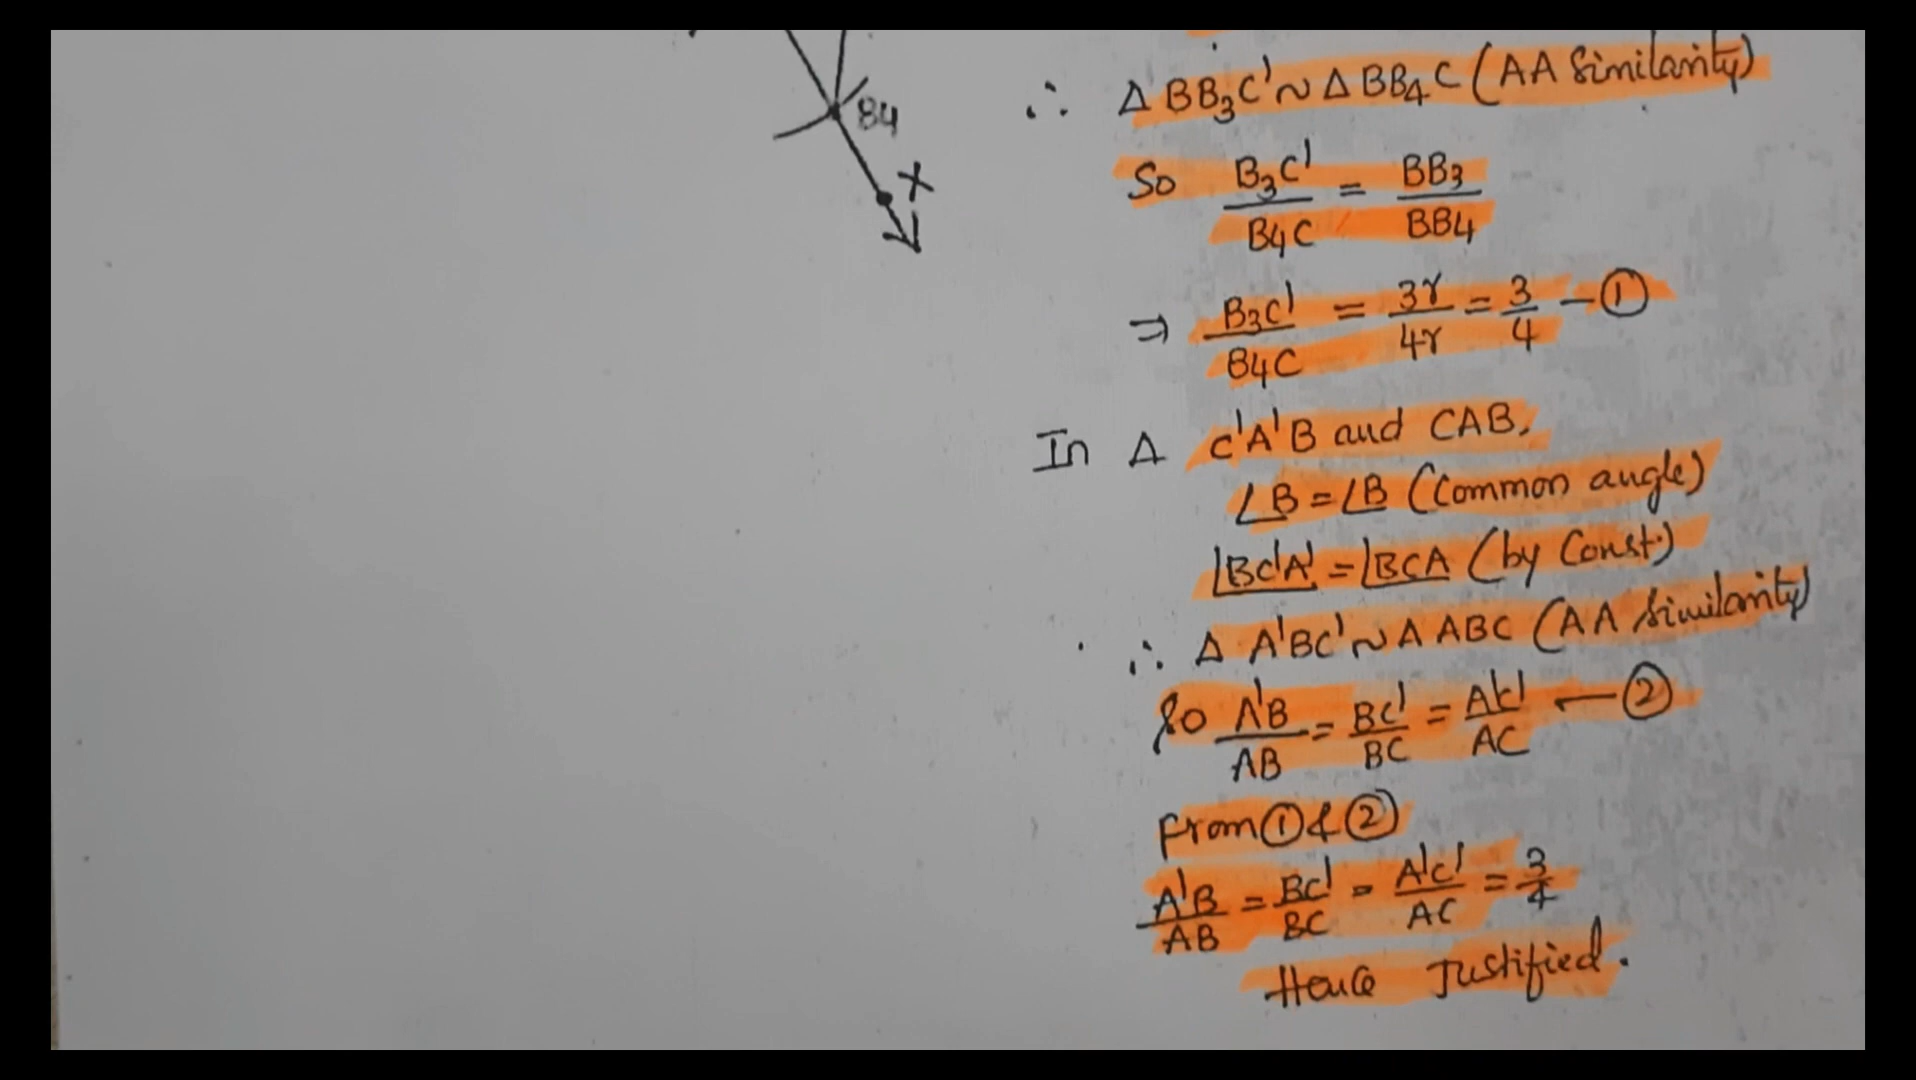 B4
X
∴ Δ BB₃C' ~ Δ BB₄C (AA Similarity)
So B₃C'/B₄C = BB₃/BB₄
⇒ B₃C'/B₄C = 3r/4r = 3/4 – ①
In Δ C'A'B and CAB,
∠B = ∠B (Common angle)
∠BC'A' = ∠BCA (by Const.)
∴ Δ A'BC' ~ Δ ABC (AA Similarity)
So A'B/AB = BC'/BC = A'C'/AC — ②
From ① & ②
A'B/AB = BC'/BC = A'C'/AC = 3/4
Hence Justified.